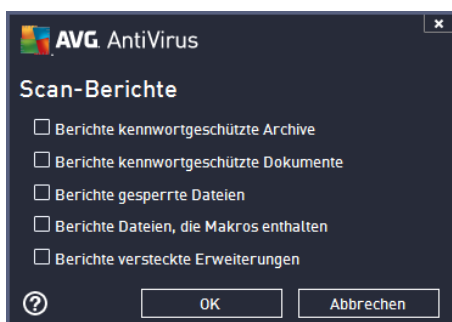 AVG. AntiVirus
Scan-Berichte
Berichte kennwortgeschützte Archive
Berichte kennwortgeschützte Dokumente
Berichte gesperrte Dateien
Berichte Dateien, die Makros enthalten
Berichte versteckte Erweiterungen
OK Abbrechen